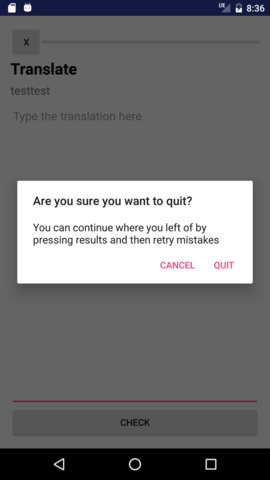 LTE 8:36
X
Translate
testtest
Type the translation here
Are you sure you want to quit?
You can continue where you left of by
pressing results and then retry mistakes
CANCEL QUIT
CHECK